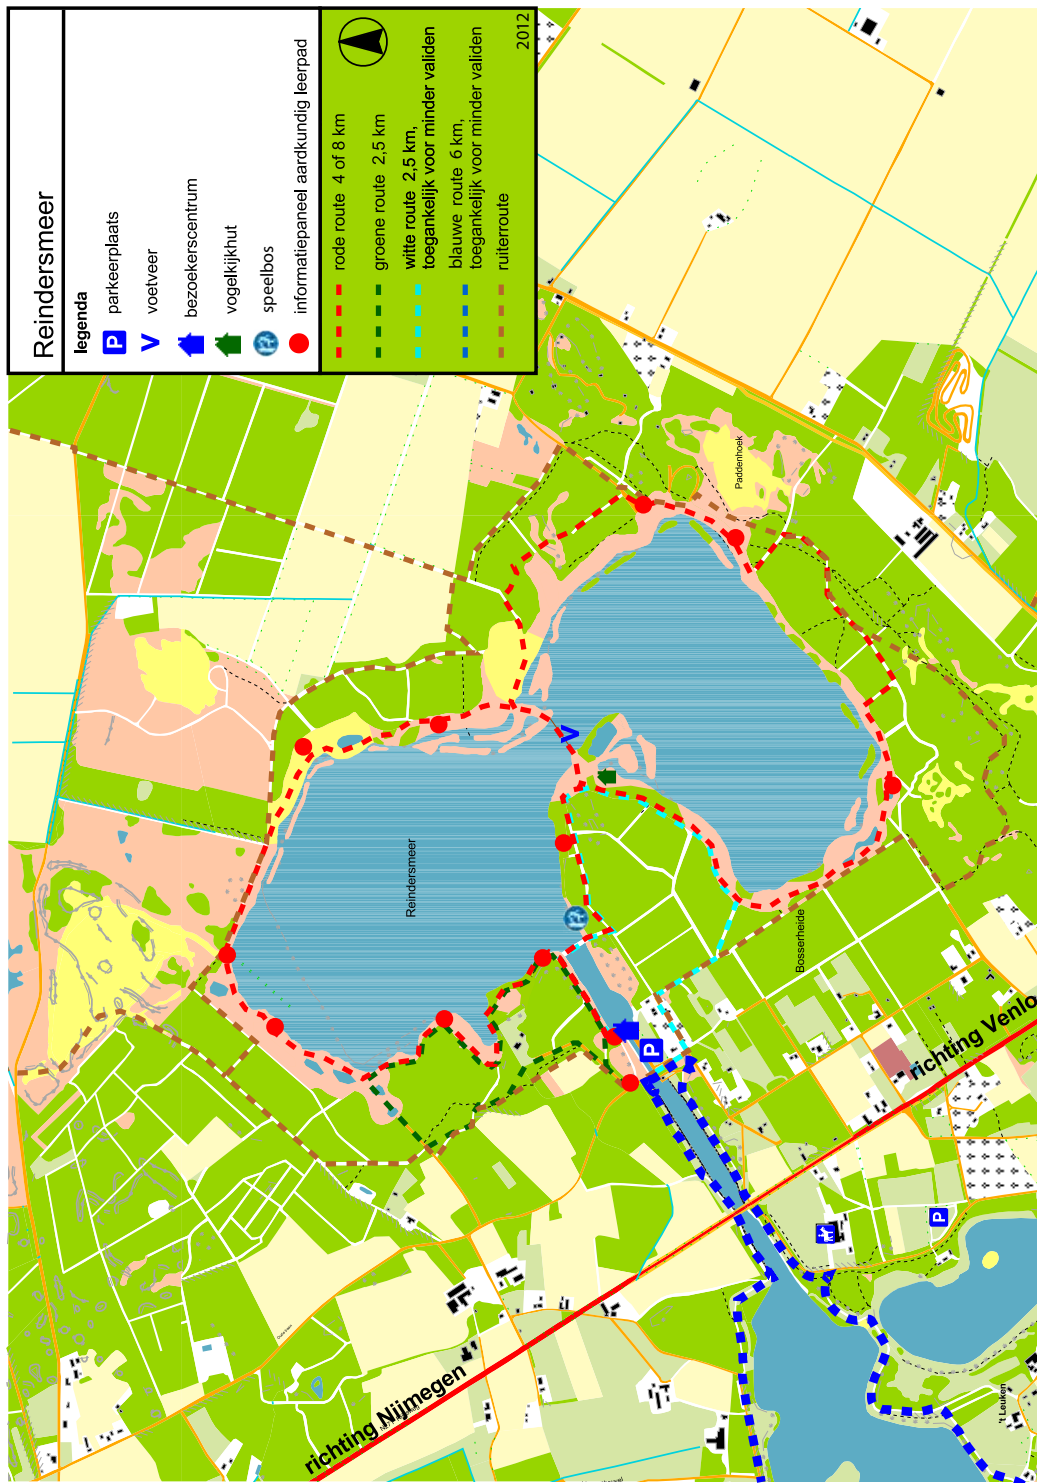 Reindersmeer
legenda
P parkeerplaats
V voetveer
bezoekerscentrum
vogelkijkhut
speelbos
informatiepaneel aardkundig leerpad
rode route 4 of 8 km
groene route 2,5 km
witte route 2,5 km,
toegankelijk voor minder validen
blauwe route 6 km,
toegankelijk voor minder validen
ruiterroute
2012
Paddenhoek
V
Reindersmeer
Bosserheide
P
richting Venlo
P
richting Nijmegen
't Leuken